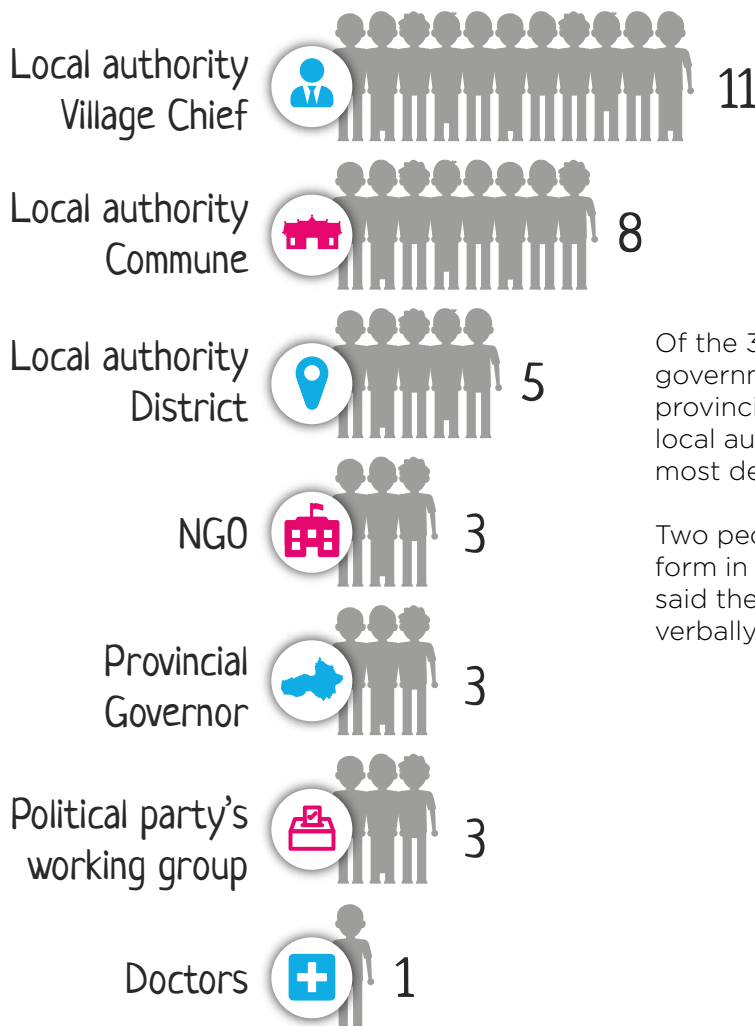 Local authority
Village Chief
11
Local authority
Commune
8
Local authority
District
5
NGO
3
Provincial
Governor
3
Political party's
working group
3
Doctors
1
Of the 3
governm
provinci
local au
most de
Two peo
form in
said the
verbally